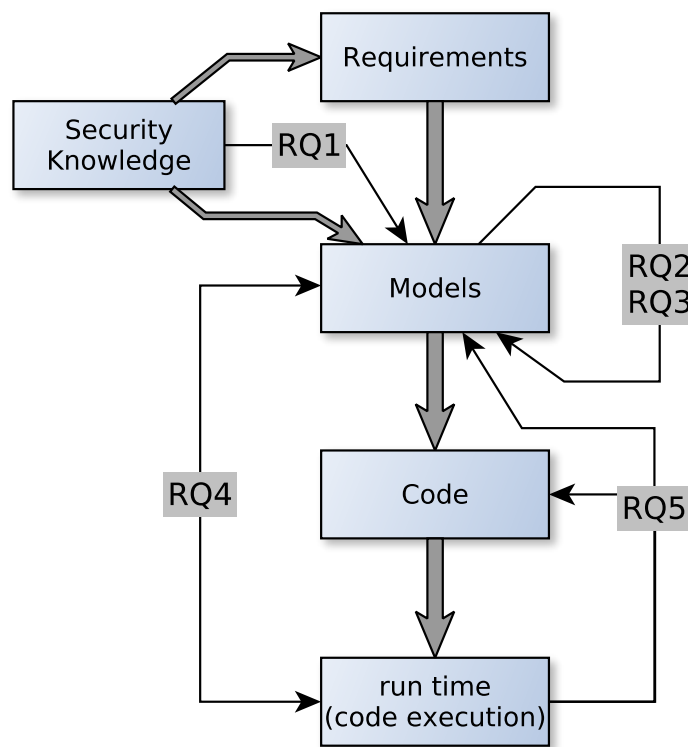 Requirements
Security
Knowledge
RQ1
Models
RQ2
RQ3
RQ4
Code
RQ5
run time
(code execution)